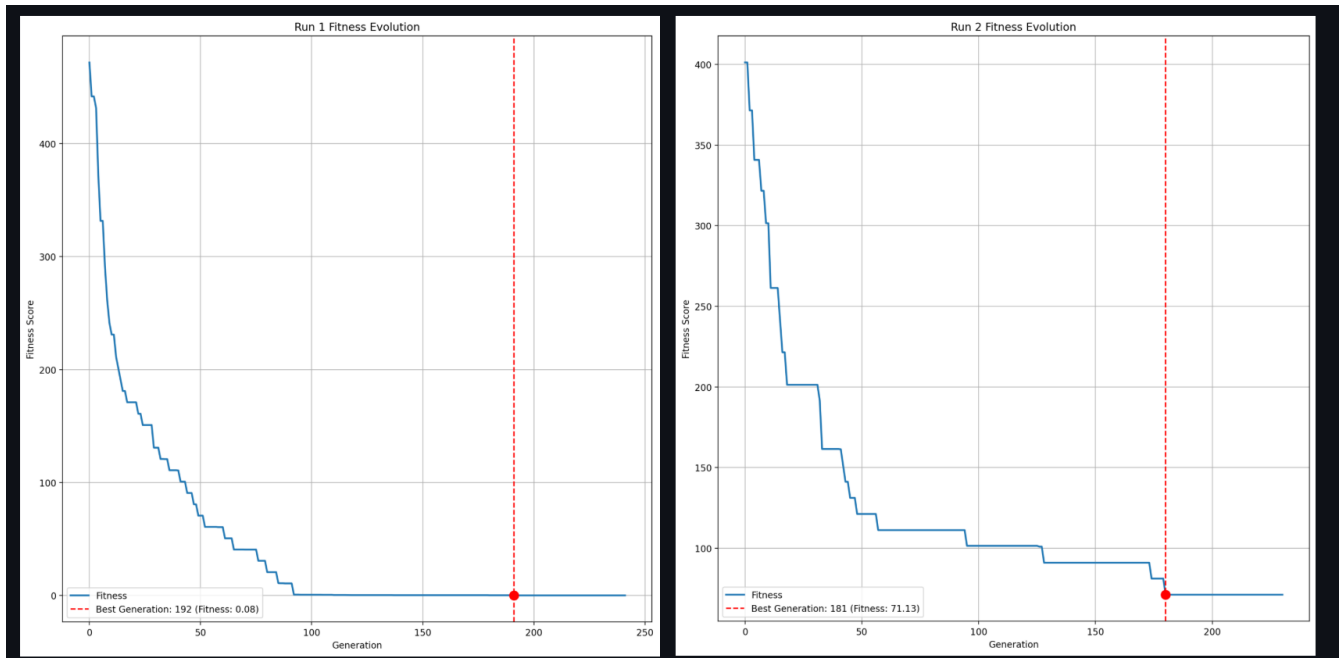 Run 1 Fitness Evolution
Fitness Score
400
300
200
100
0
0
50
100
150
200
250
Generation
Fitness
Best Generation: 192 (Fitness: 0.08)
Run 2 Fitness Evolution
Fitness Score
400
350
300
250
200
150
100
0
50
100
150
200
Generation
Fitness
Best Generation: 181 (Fitness: 71.13)